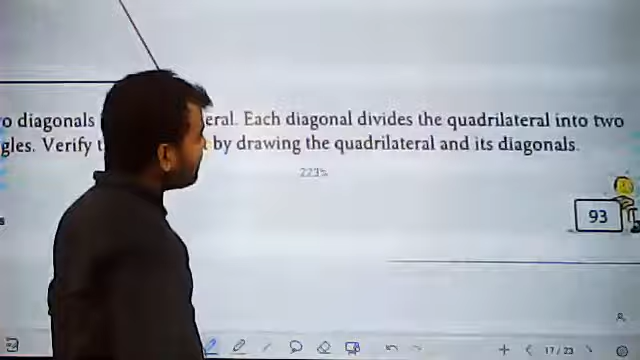 o diagonals eral. Each diagonal divides the quadrilateral into two
gles. Verify t by drawing the quadrilateral and its diagonals.
223%
93
17/23